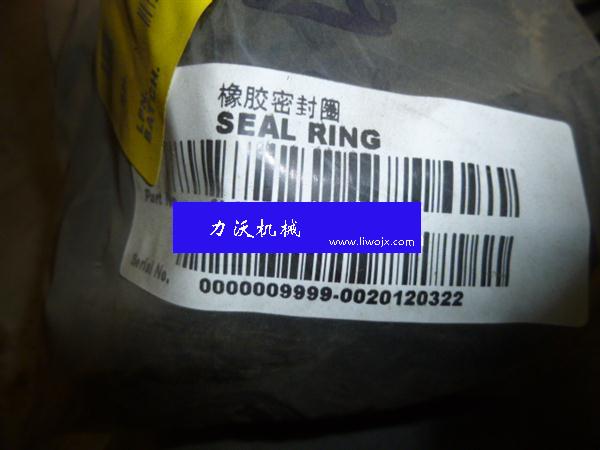 橡胶密封圈
SEAL RING
Part
力沃机械
www.liwojx.com
Serial No.
0000009999-0020120322
BATCH.